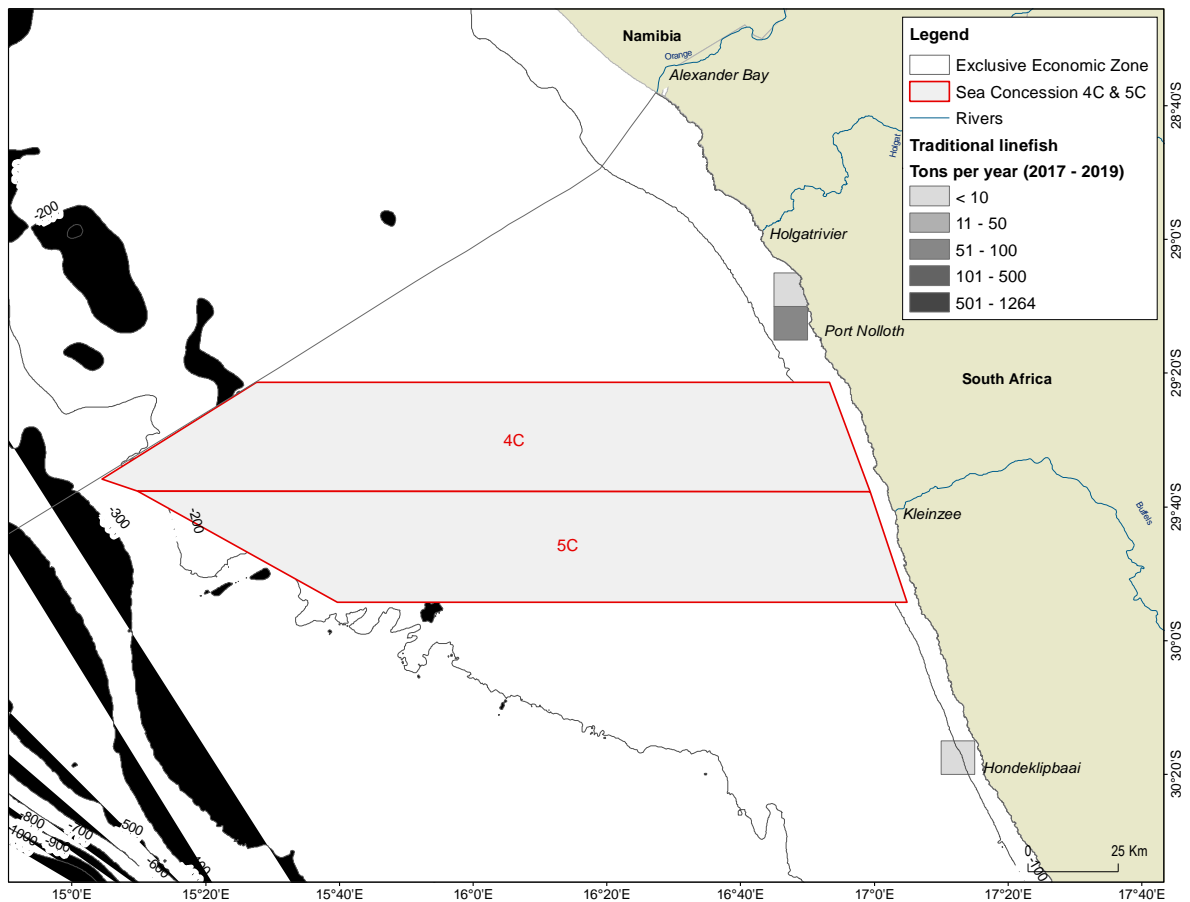 Namibia
Orange
Alexander Bay
Holgat
Holgatrivier
Port Nolloth
South Africa
Kleinzee
Buffels
Hondeklipbaai
4C
5C
-200
-300
-200
-500
-700
-800
-900
-1000
-600
-100
0
25 Km
Legend
Exclusive Economic Zone
Sea Concession 4C & 5C
Rivers
Traditional linefish
Tons per year (2017 - 2019)
< 10
11 - 50
51 - 100
101 - 500
501 - 1264
28°40'S
29°0'S
29°20'S
29°40'S
30°0'S
30°20'S
15°0'E
15°20'E
15°40'E
16°0'E
16°20'E
16°40'E
17°0'E
17°20'E
17°40'E